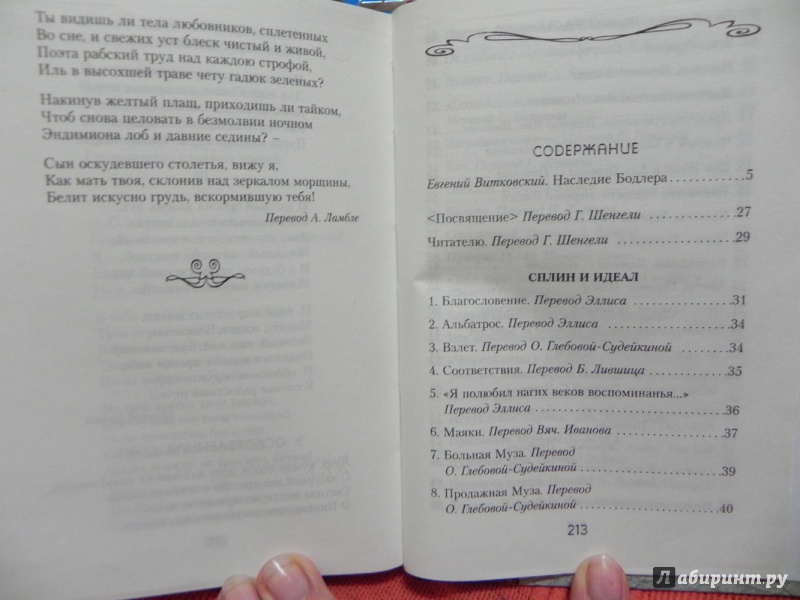 Ты видишь ли тела любовников, сплетенных
Во сне, и свежих уст блеск чистый и живой,
Поэта рабский труд над каждою строфой,
Иль в высохшей траве чету гадюк зеленых?
Накинув желтый плащ, приходишь ли тайком,
Чтоб снова целовать в безмолвии ночном
Эндимиона лоб и давние седины? –
Сын оскудевшего столетья, вижу я,
Как мать твоя, склонив над зеркалом морщины,
Белит искусно грудь, вскормившую тебя!
Перевод А. Ламбле
СОДЕРЖАНИЕ
Евгений Витковский. Наследие Бодлера . . . . . . . . . . . . .5
<Посвящение> Перевод Г. Шенгели . . . . . . . . . . . . . 27
Читателю. Перевод Г. Шенгели . . . . . . . . . . . . . . . . . 29
СПЛИН И ИДЕАЛ
1. Благословение. Перевод Эллиса . . . . . . . . . . . . . .31
2. Альбатрос. Перевод Эллиса . . . . . . . . . . . . . . . . . 34
3. Взлет. Перевод О. Глебовой-Судейкиной . . . . . . . 34
4. Соответствия. Перевод Б. Лившица . . . . . . . . . . . 35
5. «Я полюбил нагих веков воспоминанья...»
Перевод Эллиса . . . . . . . . . . . . . . . . . . . . . . . . 36
6. Маяки. Перевод Вяч. Иванова . . . . . . . . . . . . . . . 37
7. Больная Муза. Перевод
О. Глебовой-Судейкиной . . . . . . . . . . . . . . . . . . 39
8. Продажная Муза. Перевод
О. Глебовой-Судейкиной . . . . . . . . . . . . . . . . . . 40
213
Лабиринт.ру